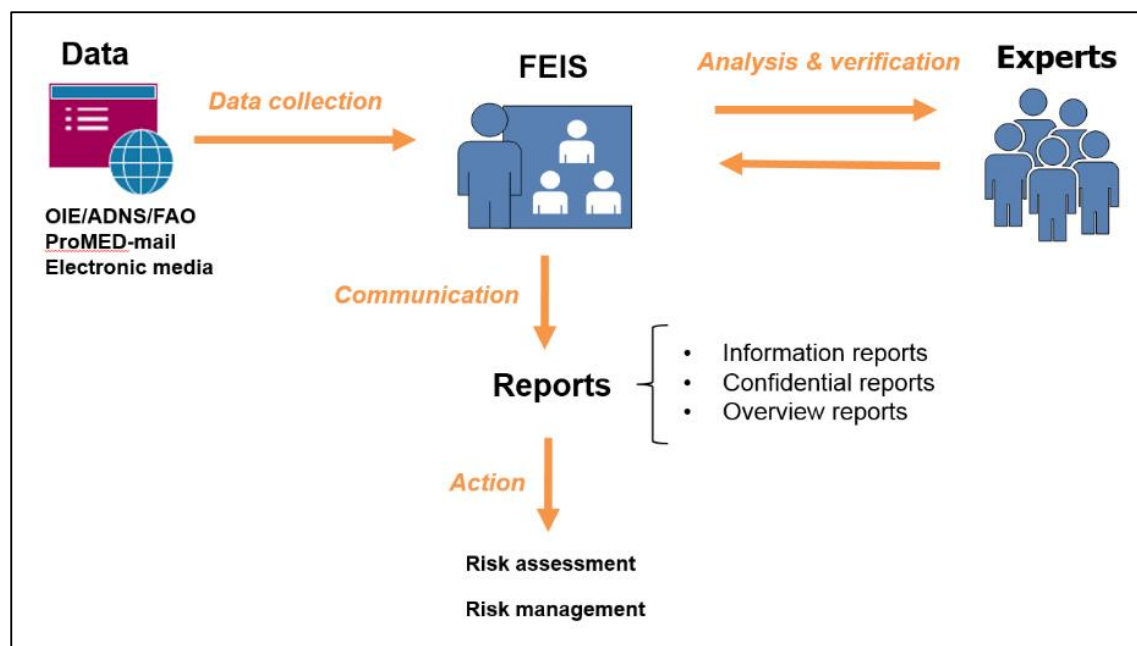 Data
FEIS
Analysis & verification
Experts
Data collection
OIE/ADNS/FAO
ProMED-mail
Electronic media
Communication
Reports
• Information reports
• Confidential reports
• Overview reports
Action
Risk assessment
Risk management